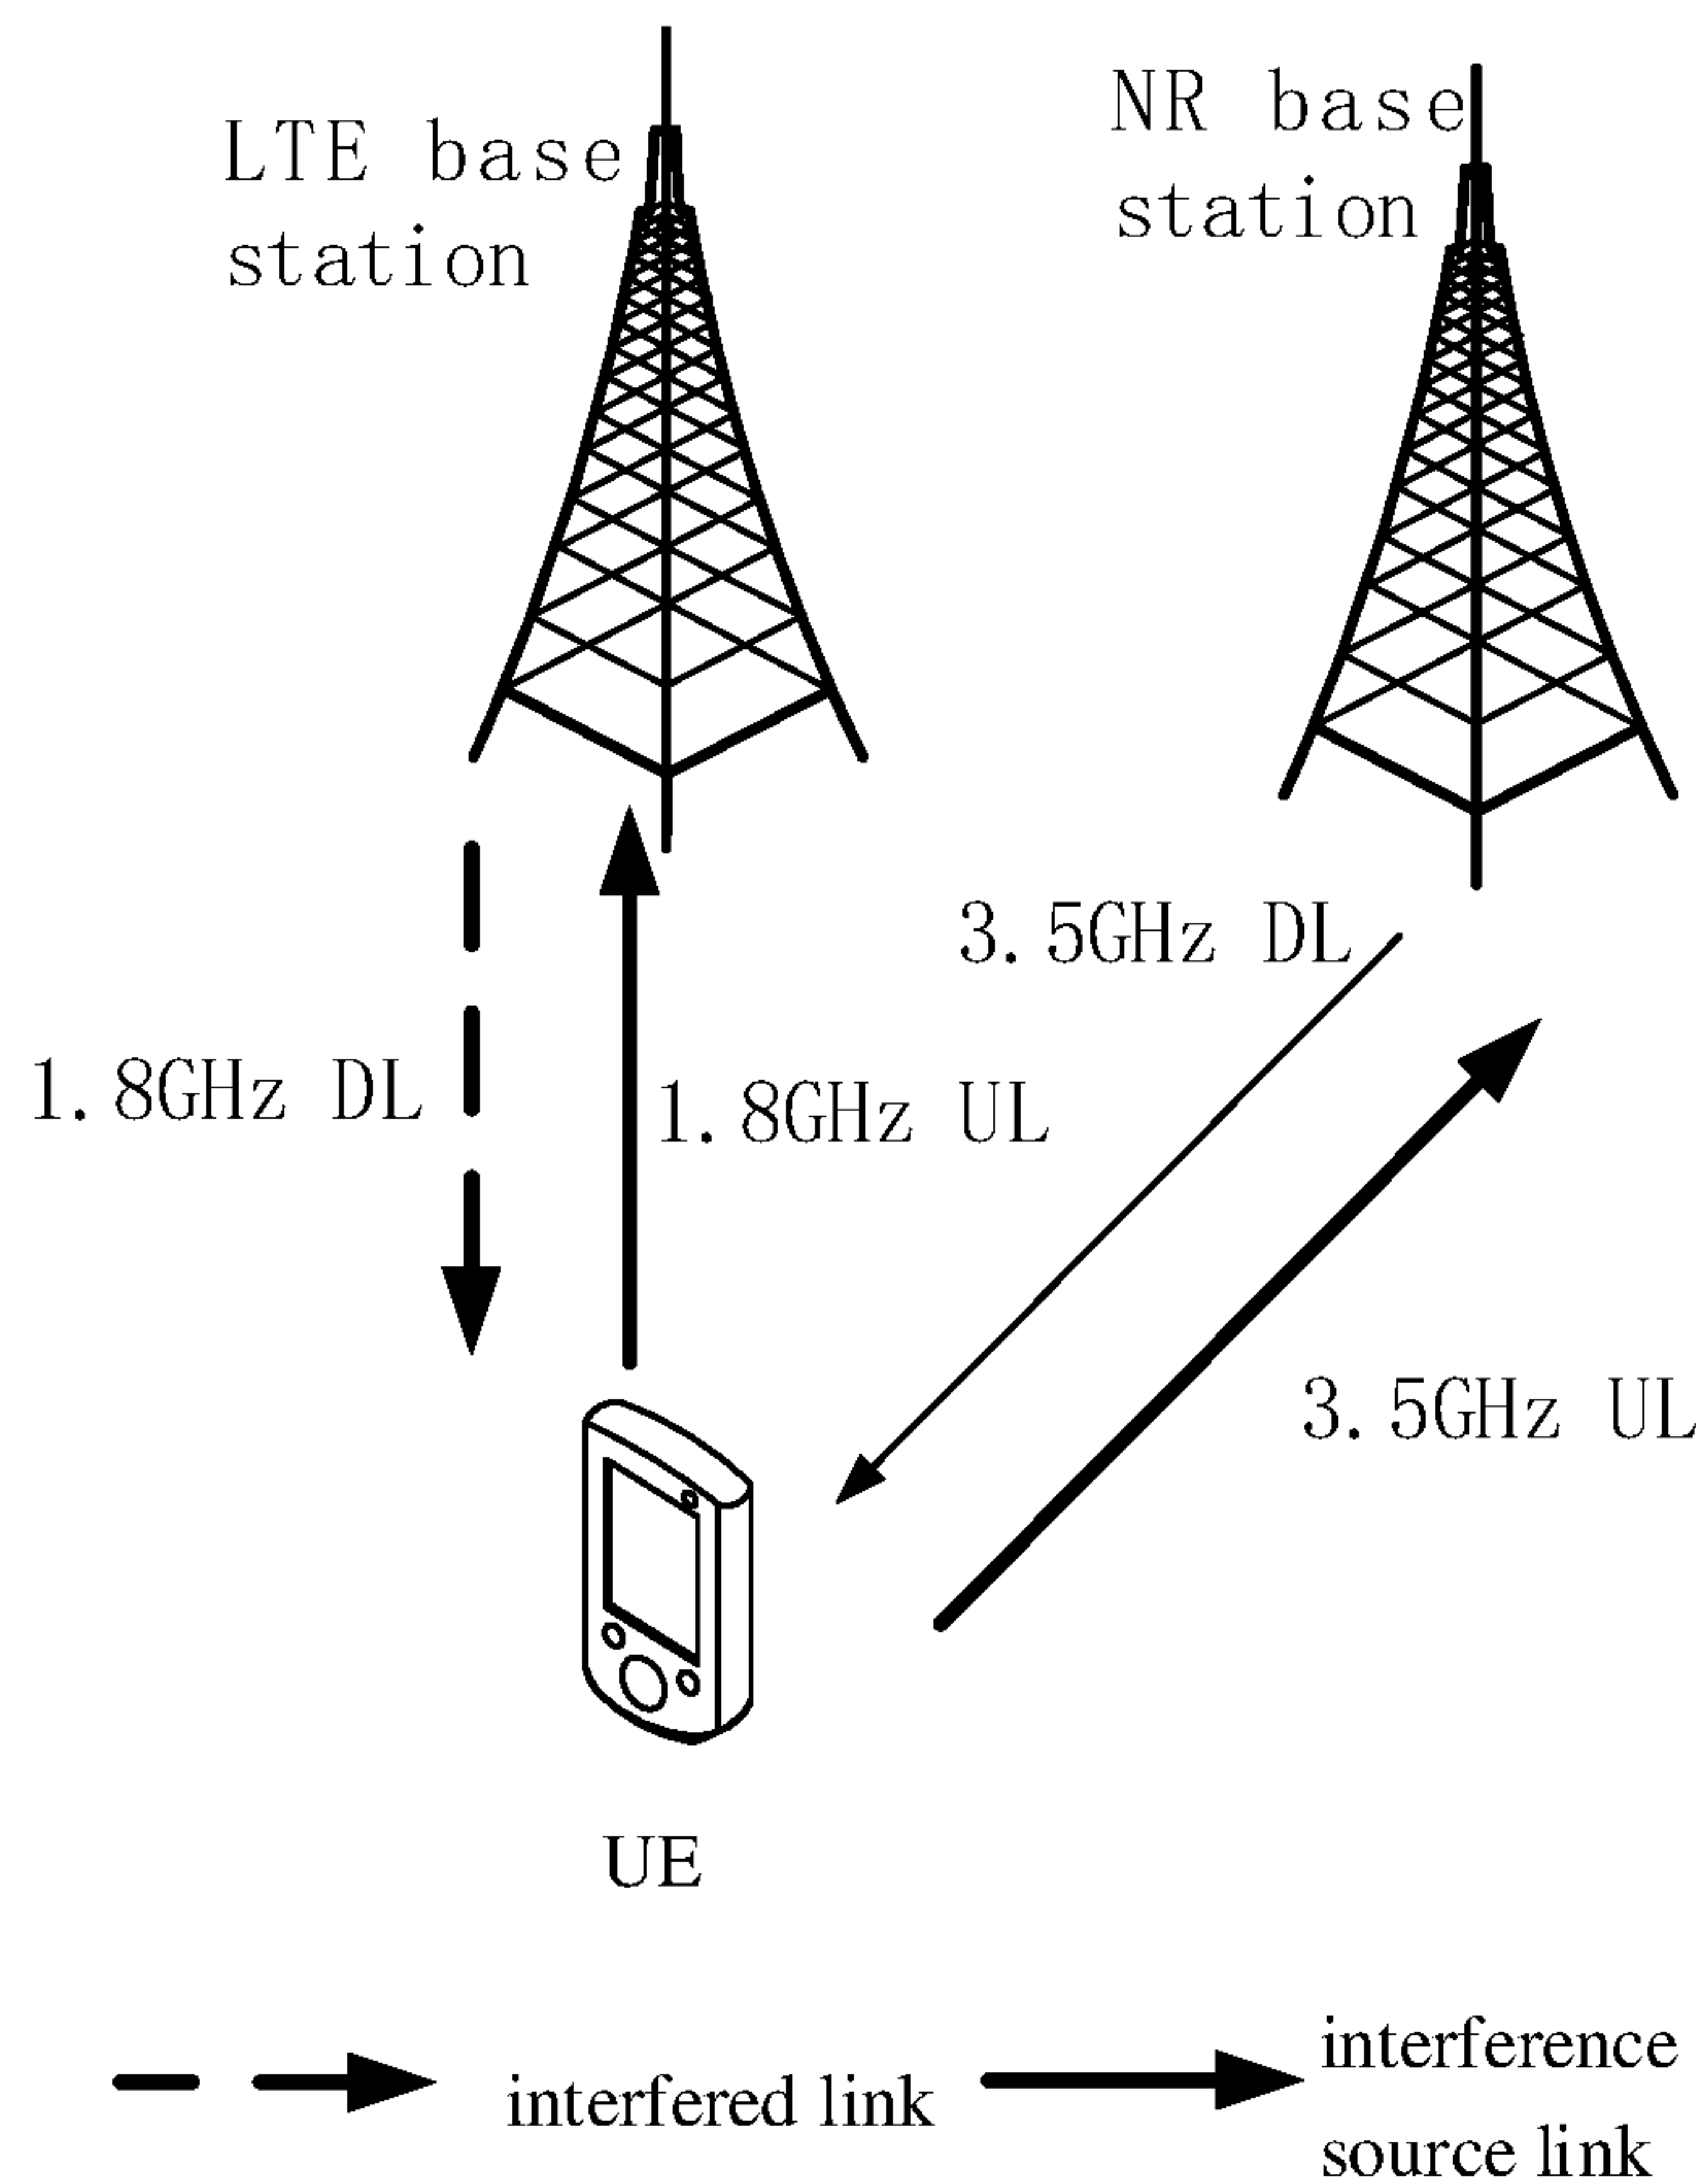 LTE base
station
NR base
station
3.5GHz DL
1.8GHz DL
1.8GHz UL
3.5GHz UL
UE
interfered link
interference
source link